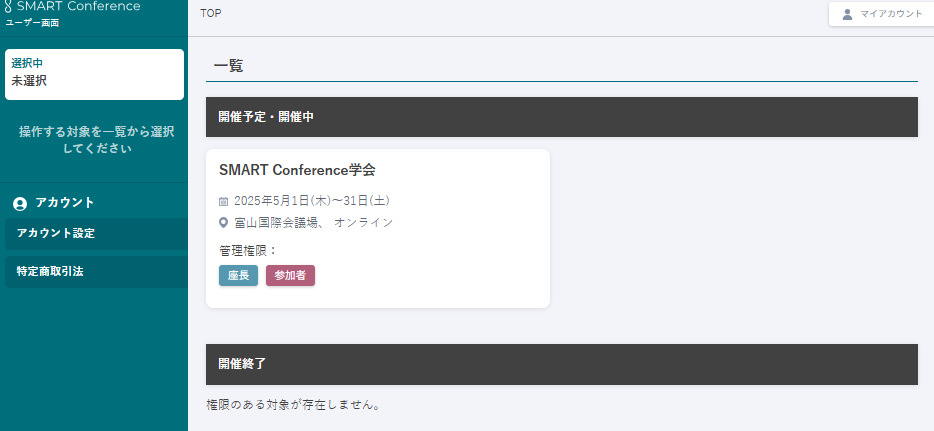 SMART Conference
ユーザー画面
TOP
マイアカウント
選択中
未選択
操作する対象を一覧から選択
してください
アカウント
アカウント設定
特定商取引法
一覧
開催予定・開催中
SMART Conference学会
2025年5月1日(木)〜31日(土)
富山国際会議場、 オンライン
管理権限：
座長
参加者
開催終了
権限のある対象が存在しません。